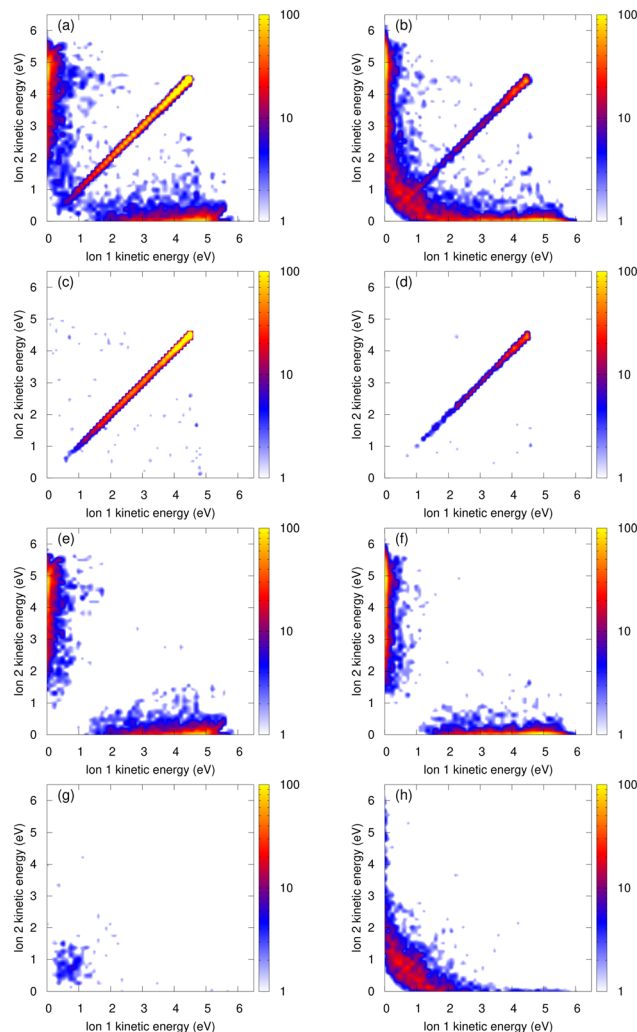 (a) (b)
Ion 2 kinetic energy (eV) 6 5 4 3 2 1 0 100 10 1 Ion 2 kinetic energy (eV) 6 5 4 3 2 1 0 100 10 1
0 1 2 3 4 5 6 0 1 2 3 4 5 6
Ion 1 kinetic energy (eV) Ion 1 kinetic energy (eV)
(c) (d)
Ion 2 kinetic energy (eV) 6 5 4 3 2 1 0 100 10 1 Ion 2 kinetic energy (eV) 6 5 4 3 2 1 0 100 10 1
0 1 2 3 4 5 6 0 1 2 3 4 5 6
Ion 1 kinetic energy (eV) Ion 1 kinetic energy (eV)
(e) (f)
Ion 2 kinetic energy (eV) 6 5 4 3 2 1 0 100 10 1 Ion 2 kinetic energy (eV) 6 5 4 3 2 1 0 100 10 1
0 1 2 3 4 5 6 0 1 2 3 4 5 6
Ion 1 kinetic energy (eV) Ion 1 kinetic energy (eV)
(g) (h)
Ion 2 kinetic energy (eV) 6 5 4 3 2 1 0 100 10 1 Ion 2 kinetic energy (eV) 6 5 4 3 2 1 0 100 10 1
0 1 2 3 4 5 6 0 1 2 3 4 5 6
Ion 1 kinetic energy (eV) Ion 1 kinetic energy (eV)